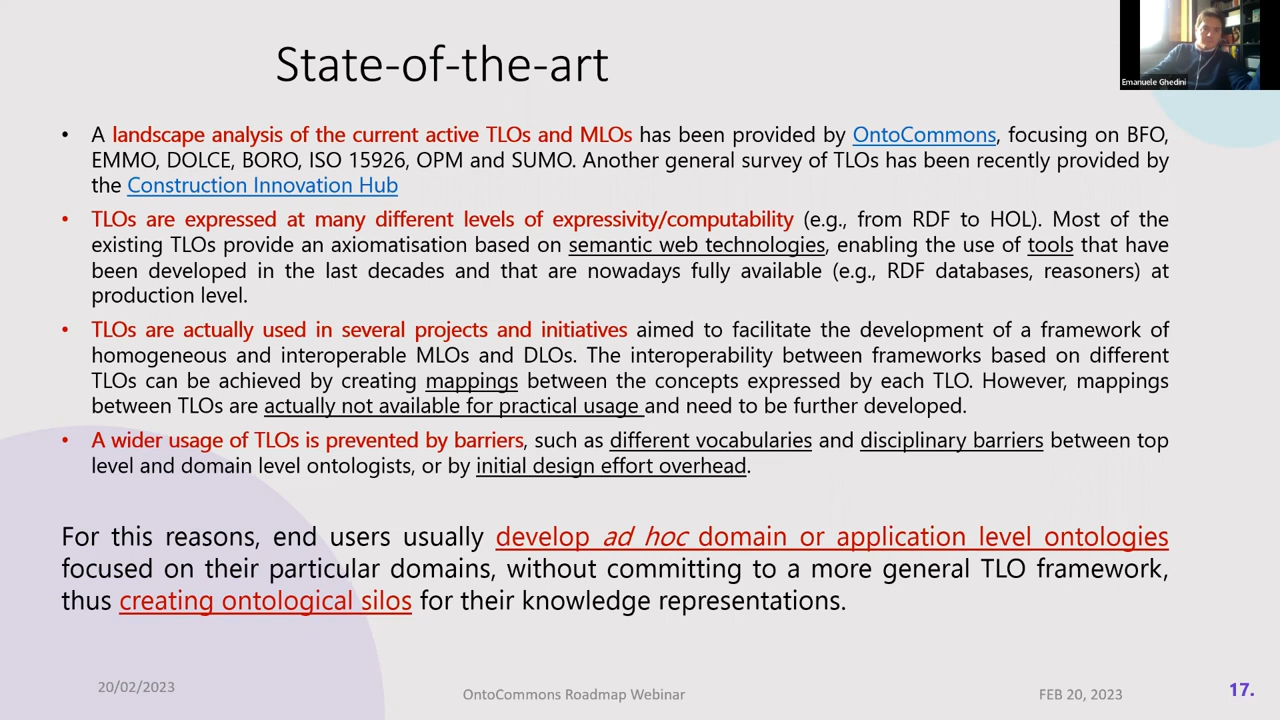 State-of-the-art
Emanuele Ghedini
• A landscape analysis of the current active TLOs and MLOs has been provided by OntoCommons, focusing on BFO,
EMMO, DOLCE, BORO, ISO 15926, OPM and SUMO. Another general survey of TLOs has been recently provided by
the Construction Innovation Hub
• TLOs are expressed at many different levels of expressivity/computability (e.g., from RDF to HOL). Most of the
existing TLOs provide an axiomatisation based on semantic web technologies, enabling the use of tools that have
been developed in the last decades and that are nowadays fully available (e.g., RDF databases, reasoners) at
production level.
• TLOs are actually used in several projects and initiatives aimed to facilitate the development of a framework of
homogeneous and interoperable MLOs and DLOs. The interoperability between frameworks based on different
TLOs can be achieved by creating mappings between the concepts expressed by each TLO. However, mappings
between TLOs are actually not available for practical usage and need to be further developed.
• A wider usage of TLOs is prevented by barriers, such as different vocabularies and disciplinary barriers between top
level and domain level ontologists, or by initial design effort overhead.
For this reasons, end users usually develop ad hoc domain or application level ontologies
focused on their particular domains, without committing to a more general TLO framework,
thus creating ontological silos for their knowledge representations.
20/02/2023
OntoCommons Roadmap Webinar
FEB 20, 2023
17.